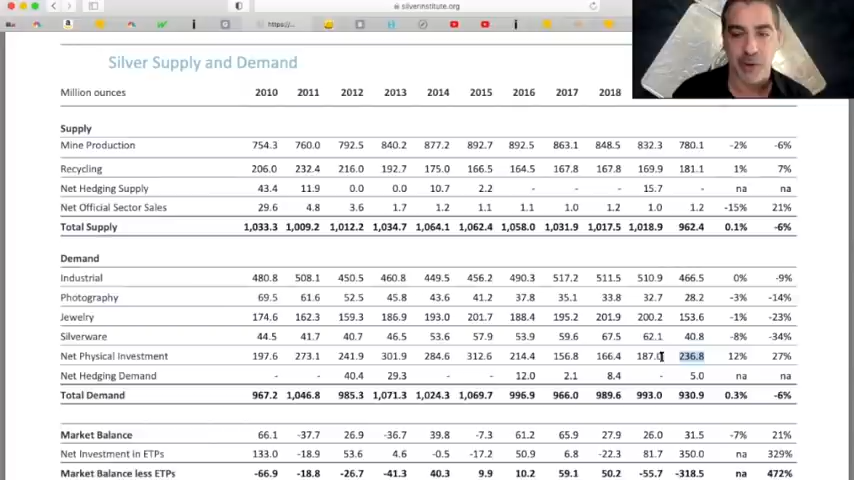 silverinstitute.org
https://...
Silver Supply and Demand
Million ounces 2010 2011 2012 2013 2014 2015 2016 2017 2018
Supply
Mine Production 754.3 760.0 792.5 840.2 877.2 892.7 892.5 863.1 848.5 832.3 780.1 -2% -6%
Recycling 206.0 232.4 216.0 192.7 175.0 166.5 164.5 167.8 167.8 169.9 181.1 1% 7%
Net Hedging Supply 43.4 11.9 0.0 0.0 10.7 2.2 - - - 15.7 - na na
Net Official Sector Sales 29.6 4.8 3.6 1.7 1.2 1.1 1.1 1.0 1.2 1.0 1.2 -15% 21%
Total Supply 1,033.3 1,009.2 1,012.2 1,034.7 1,064.1 1,062.4 1,058.0 1,031.9 1,017.5 1,018.9 962.4 0.1% -6%
Demand
Industrial 480.8 508.1 450.5 460.8 449.5 456.2 490.3 517.2 511.5 510.9 466.5 0% -9%
Photography 69.5 61.6 52.5 45.8 43.6 41.2 37.8 35.1 33.8 32.7 28.2 -3% -14%
Jewelry 174.6 162.3 159.3 186.9 193.0 201.7 188.4 195.2 201.9 200.2 153.6 -1% -23%
Silverware 44.5 41.7 40.7 46.5 53.6 57.9 53.9 59.6 67.5 62.1 40.8 -8% -34%
Net Physical Investment 197.6 273.1 241.9 301.9 284.6 312.6 214.4 156.8 166.4 187.0 236.8 12% 27%
Net Hedging Demand - - 40.4 29.3 - - 12.0 2.1 8.4 - 5.0 na na
Total Demand 967.2 1,046.8 985.3 1,071.3 1,024.3 1,069.7 996.9 966.0 989.6 993.0 930.9 0.3% -6%
Market Balance 66.1 -37.7 26.9 -36.7 39.8 -7.3 61.2 65.9 27.9 26.0 31.5 -7% 21%
Net Investment in ETPs 133.0 -18.9 53.6 4.6 -0.5 -17.2 50.9 6.8 -22.3 81.7 350.0 na 329%
Market Balance less ETPs -66.9 -18.8 -26.7 -41.3 40.3 9.9 10.2 59.1 50.2 -55.7 -318.5 na 472%